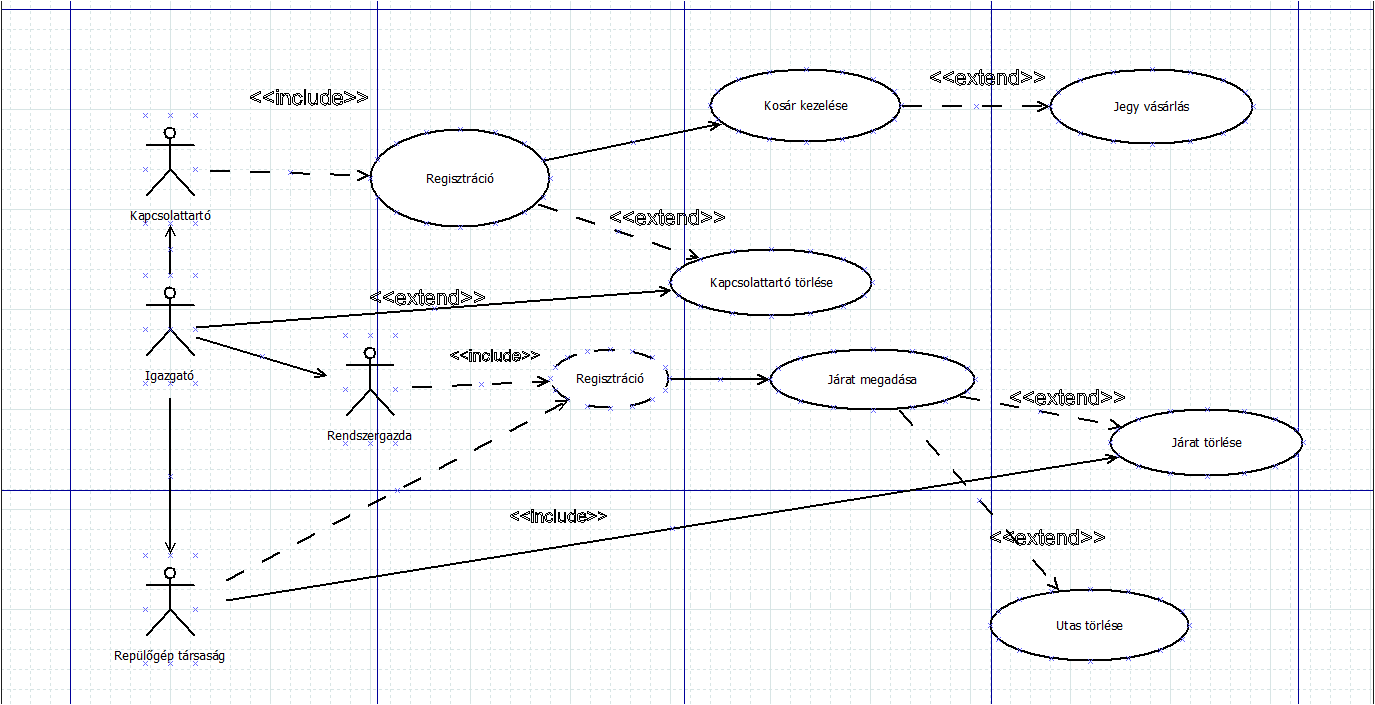 <<extend>>
<<include>>
Kosár kezelése
Jegy vásárlás
Regisztráció
Kapcsolattartó
<<extend>>
Kapcsolattartó törlése
<<extend>>
<<include>>
Igazgató
Regisztráció
Járat megadása
<<extend>>
Rendszergazda
Járat törlése
<<include>>
<<extend>>
Utas törlése
Repülőgép társaság